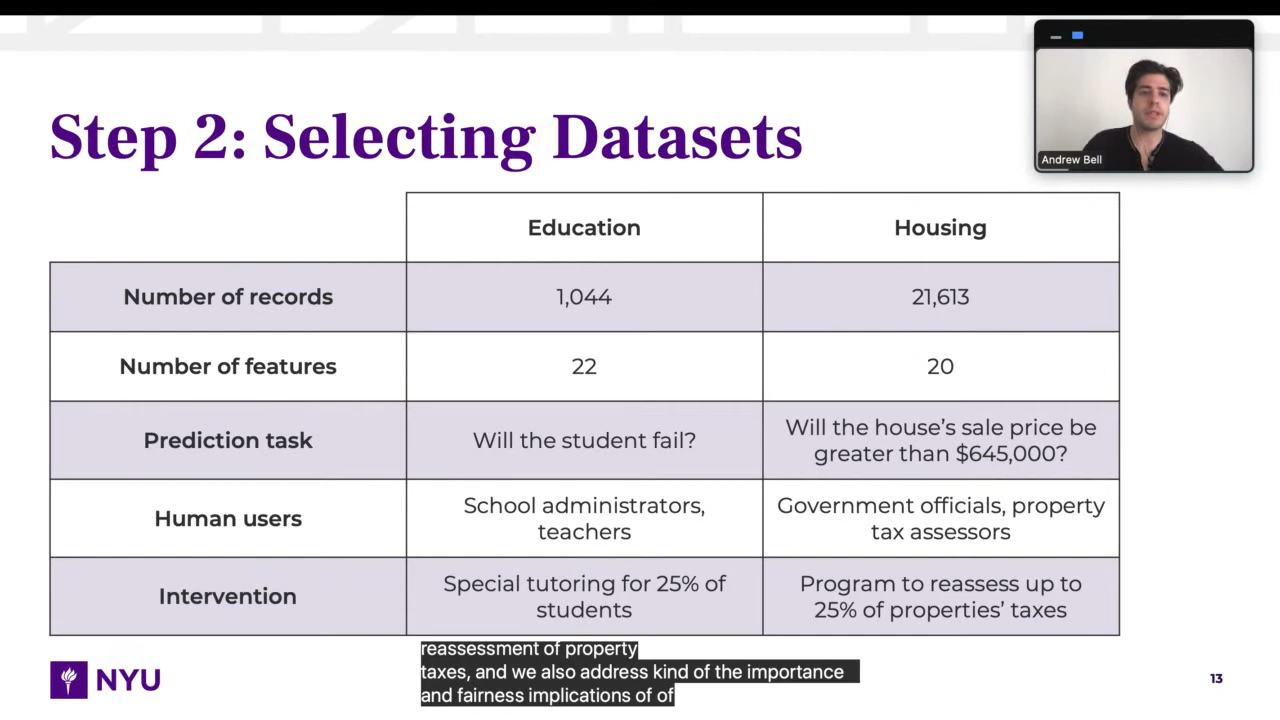 Andrew Bell
Step 2: Selecting Datasets
Education
Housing
Number of records
1,044
21,613
Number of features
22
20
Prediction task
Will the student fail?
Will the house's sale price be
greater than $645,000?
Human users
School administrators,
teachers
Government officials, property
tax assessors
Intervention
Special tutoring for 25% of
students
Program to reassess up to
25% of properties' taxes
reassessment of property
taxes, and we also address kind of the importance
and fairness implications of of
NYU
13